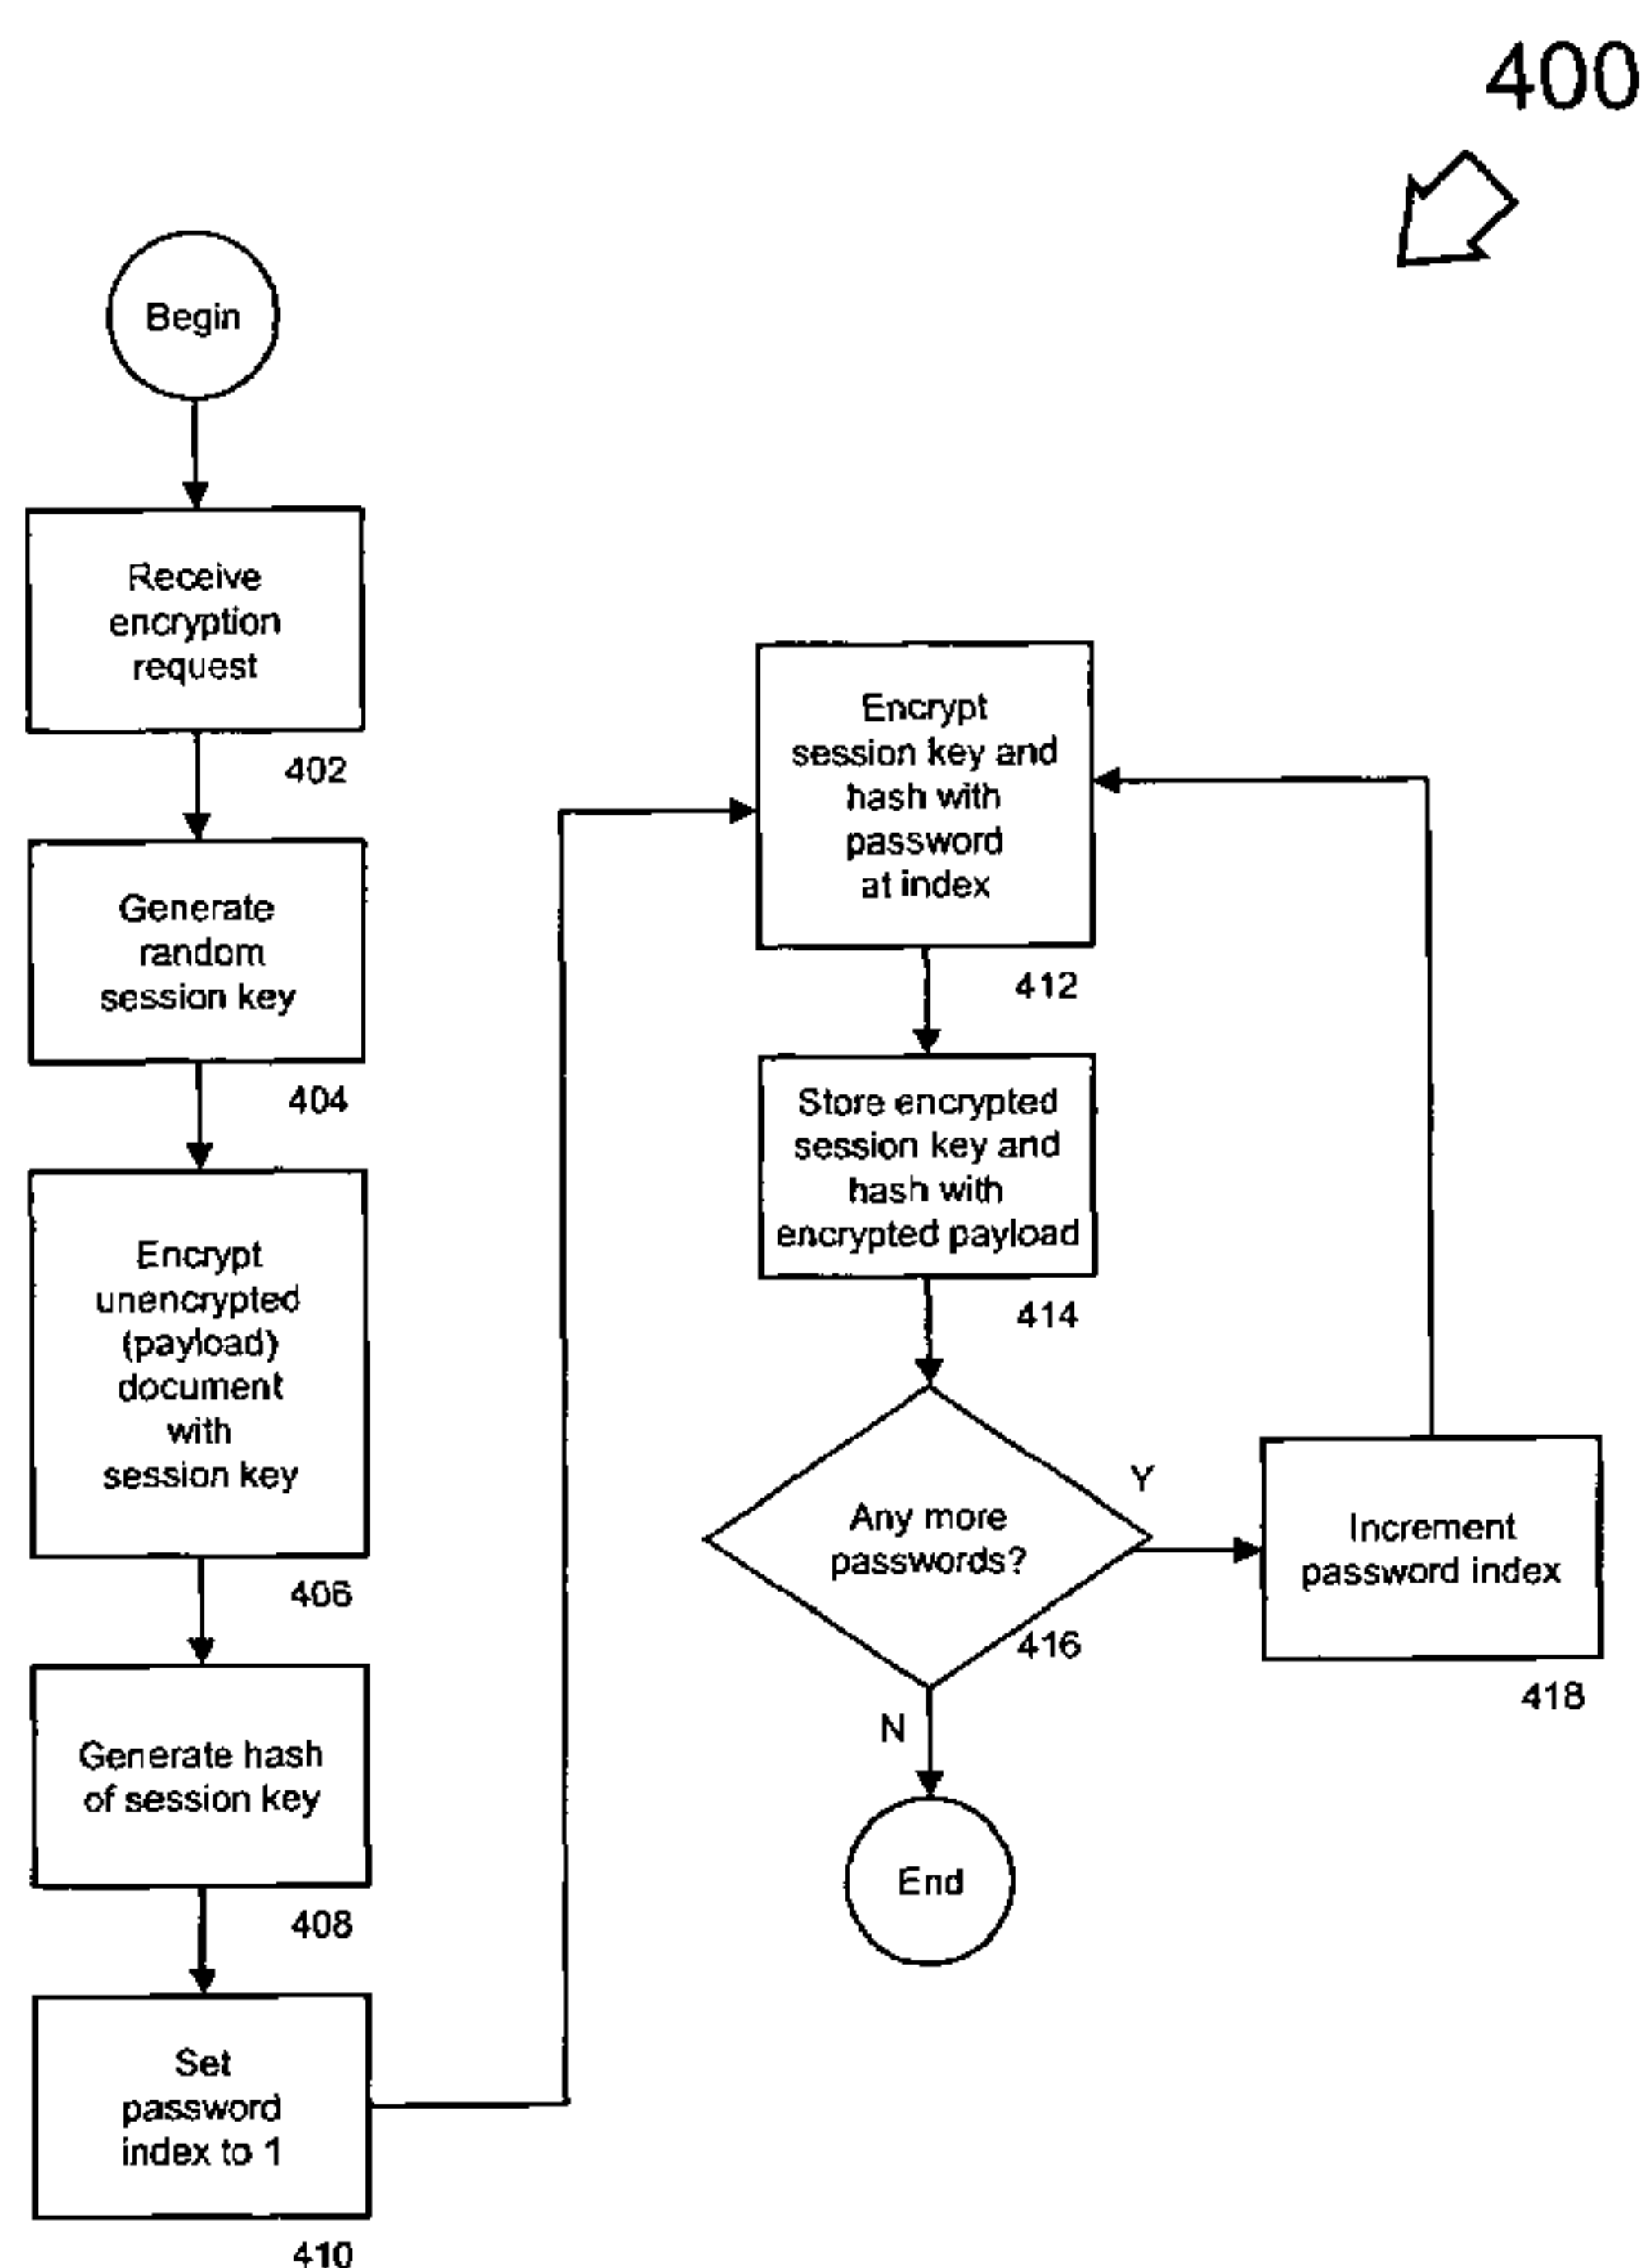 400
Begin
Receive
encryption
request
402
Generate
random
session key
404
Encrypt
unencrypted
(payload)
document
with
session key
406
Generate hash
of session key
408
Set
password
index to 1
410
Encrypt
session key and
hash with
password
at index
412
Store encrypted
session key and
hash with
encrypted payload
414
Any more
passwords?
416
Y
N
Increment
password index
418
End